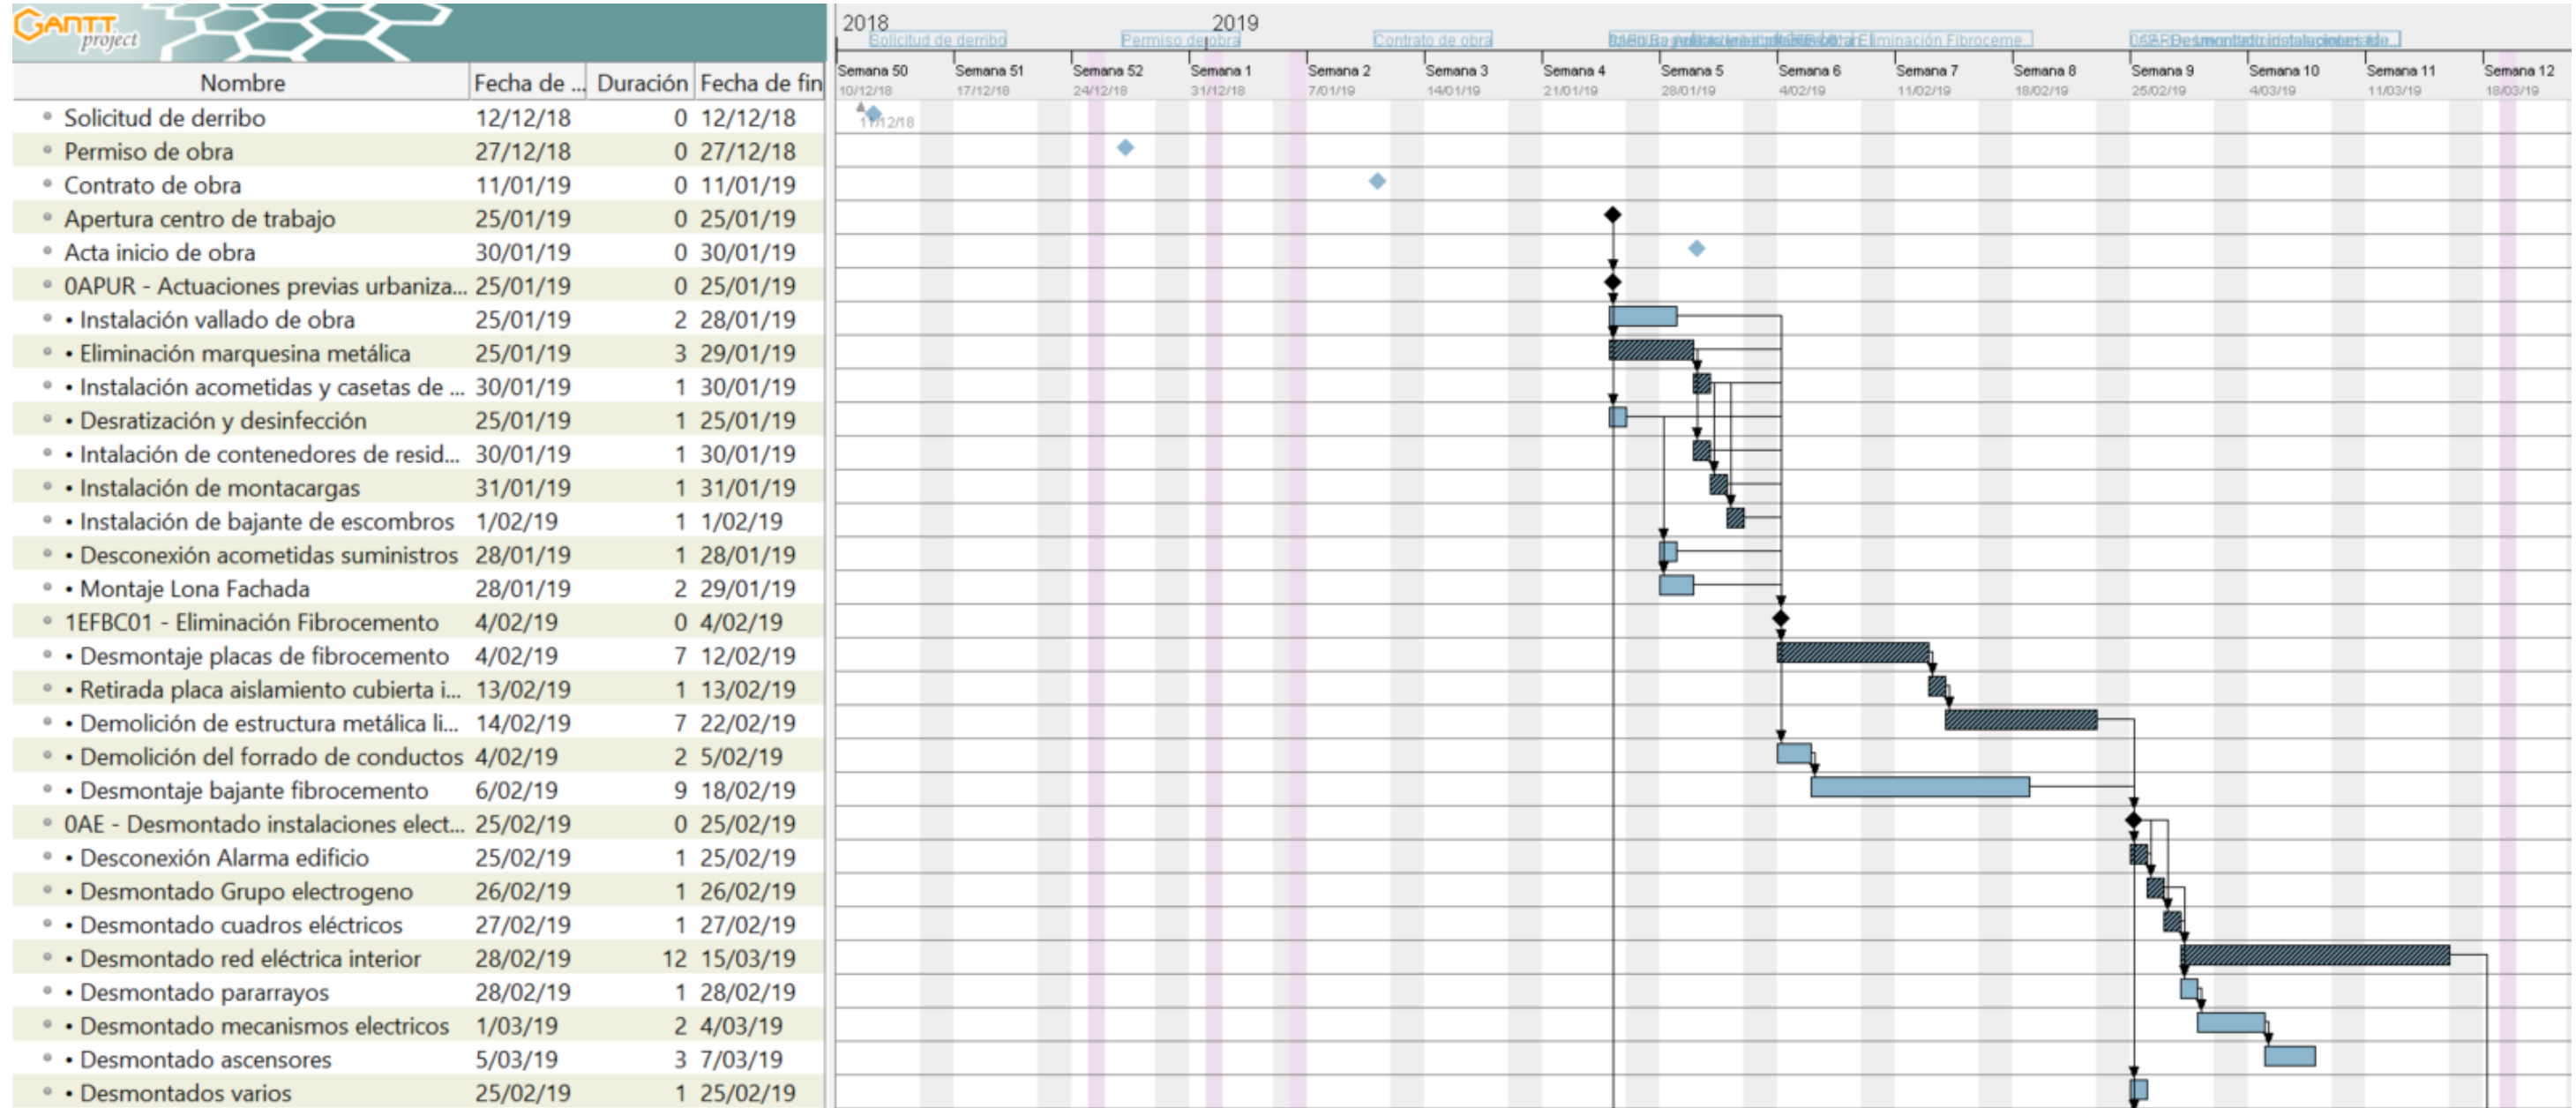 GANTT
project
2018 2019
Solicitud de derribo Permiso de obra Contrato de obra Eliminación Fibroceme...
Nombre Fecha de ... Duración Fecha de fin
Semana 50 Semana 51 Semana 52 Semana 1 Semana 2 Semana 3 Semana 4 Semana 5 Semana 6 Semana 7 Semana 8 Semana 9 Semana 10 Semana 11 Semana 12
10/12/18 17/12/18 24/12/18 31/12/18 7/01/19 14/01/19 21/01/19 28/01/19 4/02/19 11/02/19 18/02/19 25/02/19 4/03/19 11/03/19 18/03/19
Solicitud de derribo 12/12/18 0 12/12/18
11/12/18
Permiso de obra 27/12/18 0 27/12/18
Contrato de obra 11/01/19 0 11/01/19
Apertura centro de trabajo 25/01/19 0 25/01/19
Acta inicio de obra 30/01/19 0 30/01/19
0APUR - Actuaciones previas urbaniza... 25/01/19 0 25/01/19
• Instalación vallado de obra 25/01/19 2 28/01/19
• Eliminación marquesina metálica 25/01/19 3 29/01/19
• Instalación acometidas y casetas de ... 30/01/19 1 30/01/19
• Desratización y desinfección 25/01/19 1 25/01/19
• Intalación de contenedores de resid... 30/01/19 1 30/01/19
• Instalación de montacargas 31/01/19 1 31/01/19
• Instalación de bajante de escombros 1/02/19 1 1/02/19
• Desconexión acometidas suministros 28/01/19 1 28/01/19
• Montaje Lona Fachada 28/01/19 2 29/01/19
1EFBC01 - Eliminación Fibrocemento 4/02/19 0 4/02/19
• Desmontaje placas de fibrocemento 4/02/19 7 12/02/19
• Retirada placa aislamiento cubierta i... 13/02/19 1 13/02/19
• Demolición de estructura metálica li... 14/02/19 7 22/02/19
• Demolición del forrado de conductos 4/02/19 2 5/02/19
• Desmontaje bajante fibrocemento 6/02/19 9 18/02/19
0AE - Desmontado instalaciones elect... 25/02/19 0 25/02/19
• Desconexión Alarma edificio 25/02/19 1 25/02/19
• Desmontado Grupo electrogeno 26/02/19 1 26/02/19
• Desmontado cuadros eléctricos 27/02/19 1 27/02/19
• Desmontado red eléctrica interior 28/02/19 12 15/03/19
• Desmontado pararrayos 28/02/19 1 28/02/19
• Desmontado mecanismos electricos 1/03/19 2 4/03/19
• Desmontado ascensores 5/03/19 3 7/03/19
• Desmontados varios 25/02/19 1 25/02/19